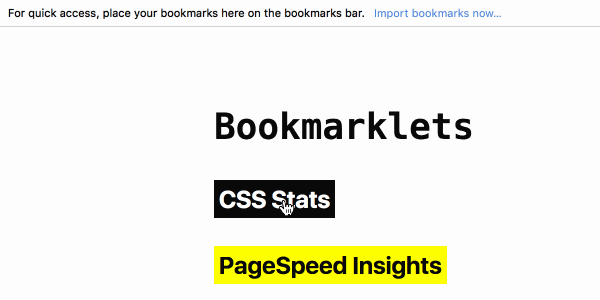 For quick access, place your bookmarks here on the bookmarks bar. Import bookmarks now...
Bookmarklets
CSS Stats
PageSpeed Insights